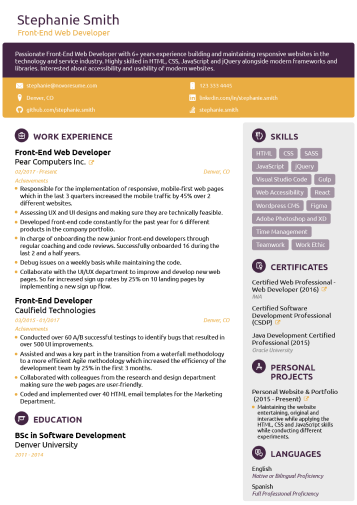 Stephanie Smith
Front-End Web Developer
Passionate Front-End Web Developer with 6+ years experience building and maintaining responsive websites in the
technology and service industry. Highly skilled in HTML, CSS, JavaScript and jQuery alongside modern frameworks and
libraries. Interested about accessibility and usability of modern websites.
stephanie@novoresume.com
123 333 4445
Denver, CO
linkedin.com/in/stephanie.smith
github.com/stephanie.smith
stephanie.smith
WORK EXPERIENCE
Front-End Web Developer
Pear Computers Inc.
02/2017 - Present
Denver, CO
Achievements
Responsible for the implementation of responsive, mobile-first web pages
which in the last 3 quarters increased the mobile traffic by 45% over 2
different websites.
Assessing UX and UI designs and making sure they are technically feasible.
Developed front-end code constantly for the past year for 6 different
products in the company portfolio.
In charge of onboarding the new junior front-end developers through
regular coaching and code reviews. Successfully onboarded 16 during the
last 2 and a half years.
Debug issues on a weekly basis while maintaining the code.
Collaborate with the UI/UX department to improve and develop new web
pages. So far increased sign up rates by 25% on 10 landing pages by
implementing a new sign up flow.
Front-End Developer
Caulfield Technologies
03/2015 - 01/2017
Denver, CO
Achievements
Conducted over 60 A/B successful testings to identify bugs that resulted in
over 500 UI improvements.
Assisted and was a key part in the transition from a waterfall methodology
to a more efficient Agile methodology which increased the efficiency of the
development team by 25% in the first 3 months.
Collaborated with colleagues from the research and design department
making sure the web pages are user-friendly.
Coded and implemented over 40 HTML email templates for the Marketing
Department.
EDUCATION
BSc in Software Development
Denver University
2011 - 2014
SKILLS
HTML CSS SASS
JavaScript jQuery
Visual Studio Code Gulp
Web Accessibility React
Wordpress CMS Figma
Adobe Photoshop and XD
Time Management
Teamwork Work Ethic
CERTIFICATES
Certified Web Professional -
Web Developer (2016)
IWA
Certified Software
Development Professional
(CSDP)
Java Development Certified
Professional (2015)
Oracle University
PERSONAL
PROJECTS
Personal Website & Portfolio
(2015 - Present)
Maintaining the website
entertaining, original and
interactive while applying the
HTML, CSS and JavaScript skills
while conducting different
experiments.
LANGUAGES
English
Native or Bilingual Proficiency
Spanish
Full Professional Proficiency